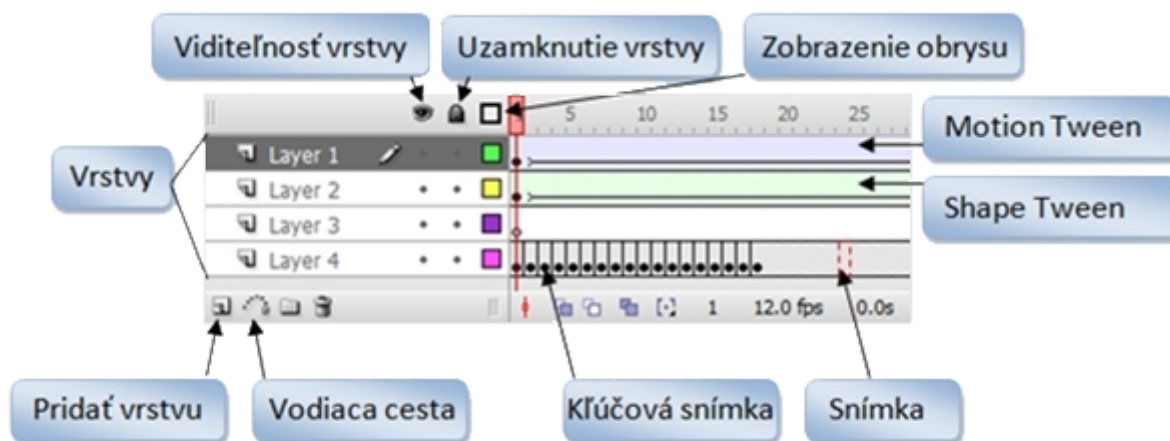 Viditeľnosť vrstvy
Uzamknutie vrstvy
Zobrazenie obrysu
5 10 15 20 25
Motion Tween
Vrstvy
Layer 1
Layer 2
Shape Tween
Layer 3
Layer 4
1 12.0 fps 0.0s
Pridať vrstvu
Vodiaca cesta
Kľúčová snímka
Snímka